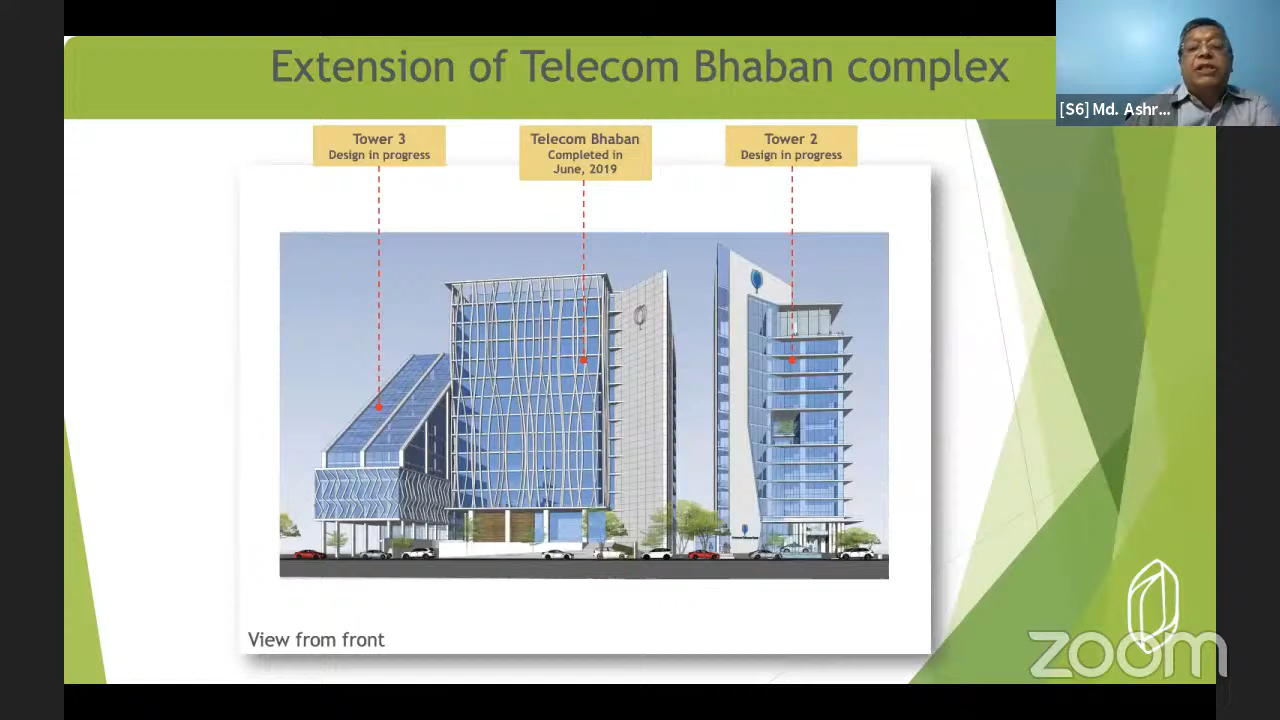 Extension of Telecom Bhaban complex
[S6] Md. Ashr...
Tower 3
Design in progress
Telecom Bhaban
Completed in
June, 2019
Tower 2
Design in progress
View from front
zoom